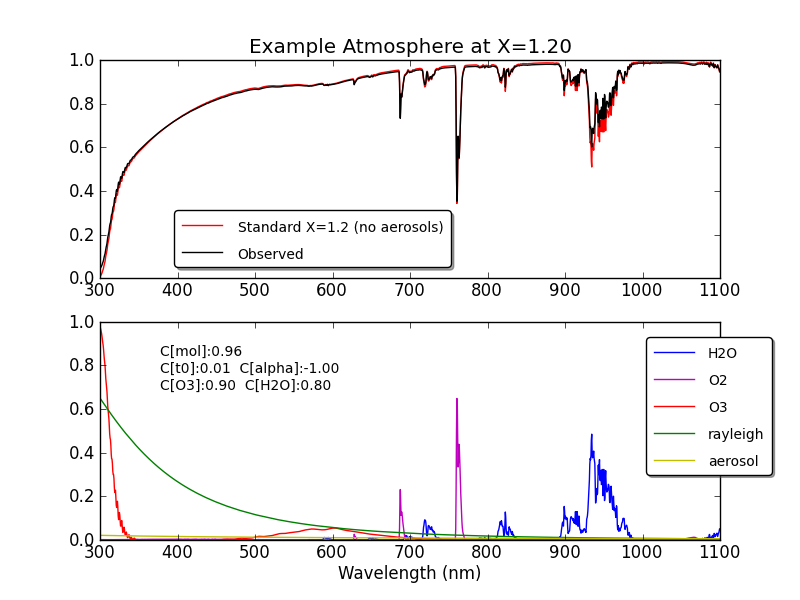 Example Atmosphere at X=1.20
1.0
0.8
0.6
0.4
0.2
0.0
Standard X=1.2 (no aerosols)
Observed
300 400 500 600 700 800 900 1000 1100
1.0
0.8
0.6
0.4
0.2
0.0
C[mol]:0.96
C[t0]:0.01 C[alpha]:-1.00
C[O3]:0.90 C[H2O]:0.80
H2O
O2
O3
rayleigh
aerosol
300 400 500 600 700 800 900 1000 1100
Wavelength (nm)